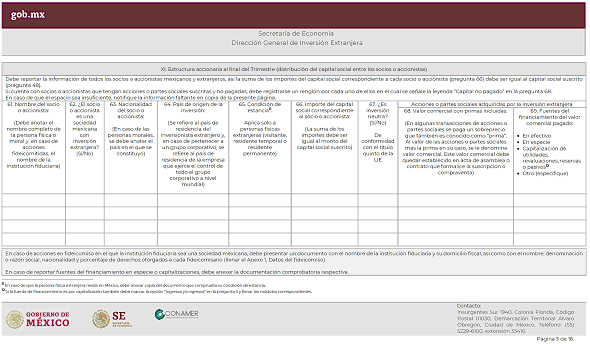 gob.mx
Secretaría de Economía
Dirección General de Inversión Extranjera
XI. Estructura accionaria al final del Trimestre (distribución del capital social entre los socios o accionistas)
Debe reportar la información de todos los socios o accionistas mexicanos y extranjeros, así la suma de los importes del capital correspondiente a cada socio o accionista (pregunta 66) debe ser igual al capital social suscrito
(pregunta 48).
Si cuenta con socios o accionistas que tengan acciones o partes sociales suscritas y no pagadas, debe registrarse un renglón por cada uno de ellos en el cual se señale la leyenda "Capital no pagado" en la pregunta 68.
En caso de que el espacio sea insuficiente, notifique la información faltante en copia de la presente página.
61. Nombre del socio o accionista:
(Debe anotar el nombre completo de la persona física o moral y, en caso de acciones fideicomitidas, el nombre de la institución fiduciaria)
62. ¿El socio o accionista es una sociedad mexicana con inversión extranjera? (Sí/No)
63. Nacionalidad del socio o accionista:
(En caso de las personas morales, se debe anotar el país en el que se constituyó)
64. País de origen de la inversión:
(Se refiere al país de residencia del inversionista extranjero y, en caso de pertenecer a un grupo corporativo, se refiere al país de residencia de la empresa que ejerce el control de todo el grupo corporativo a nivel mundial)
65. Condición de estancia⁹:
Aplica solo a personas físicas extranjeras (visitante, residente temporal o residente permanente)
66. Importe del capital social correspondiente al socio o accionista:
(La suma de los importes debe ser igual al monto del capital social suscrito)
67. ¿Es inversión neutra? (Sí/No)
De conformidad con el título quinto de la LIE
Acciones o partes sociales adquiridas por la inversión extranjera
68. Valor comercial con primas incluidas:
(En algunas transacciones de acciones o partes sociales se paga un sobreprecio que también es conocido como "prima". Al valor de las acciones o partes sociales más la prima en su caso, se le denomina valor comercial. Este valor comercial debe quedar establecido en acta de asamblea o contrato que formalice la suscripción o compraventa)
69. Fuentes del financiamiento del valor comercial pagado:
• En efectivo
• En especie
• Capitalización de utilidades, revaluaciones, reservas o pasivos¹⁰
• Otro (especifique)
En caso de acciones en fideicomiso en el que la institución fiduciaria sea una sociedad mexicana, debe presentar un documento con el nombre de la institución fiduciaria y su domicilio fiscal, así como con el nombre, denominación
o razón social, nacionalidad y porcentaje de derechos otorgados a cada fideicomisario (llenar el Anexo 1, Datos del fideicomiso).
En caso de reportar fuentes del financiamiento en especie o capitalizaciones, debe anexar la documentación comprobatoria respectiva.
⁹ En caso de que la persona física extranjera resida en México, debe anexar copia del documento que compruebe su condición de estancia.
¹⁰ Si la fuente de financiamiento es por capitalización también debe marcar la opción "Ingresos y/o egresos" en la pregunta 5 y llenar los módulos correspondientes.
GOBIERNO DE
MÉXICO
SE
SECRETARÍA
DE ECONOMÍA
CONAMER
Contacto:
Insurgentes Sur 1940, Colonia Florida, Código
Postal 01030, Demarcación Territorial Álvaro
Obregón, Ciudad de México, Teléfono: (55)
5229-6100, extensión 33410.
Página 5 de 16